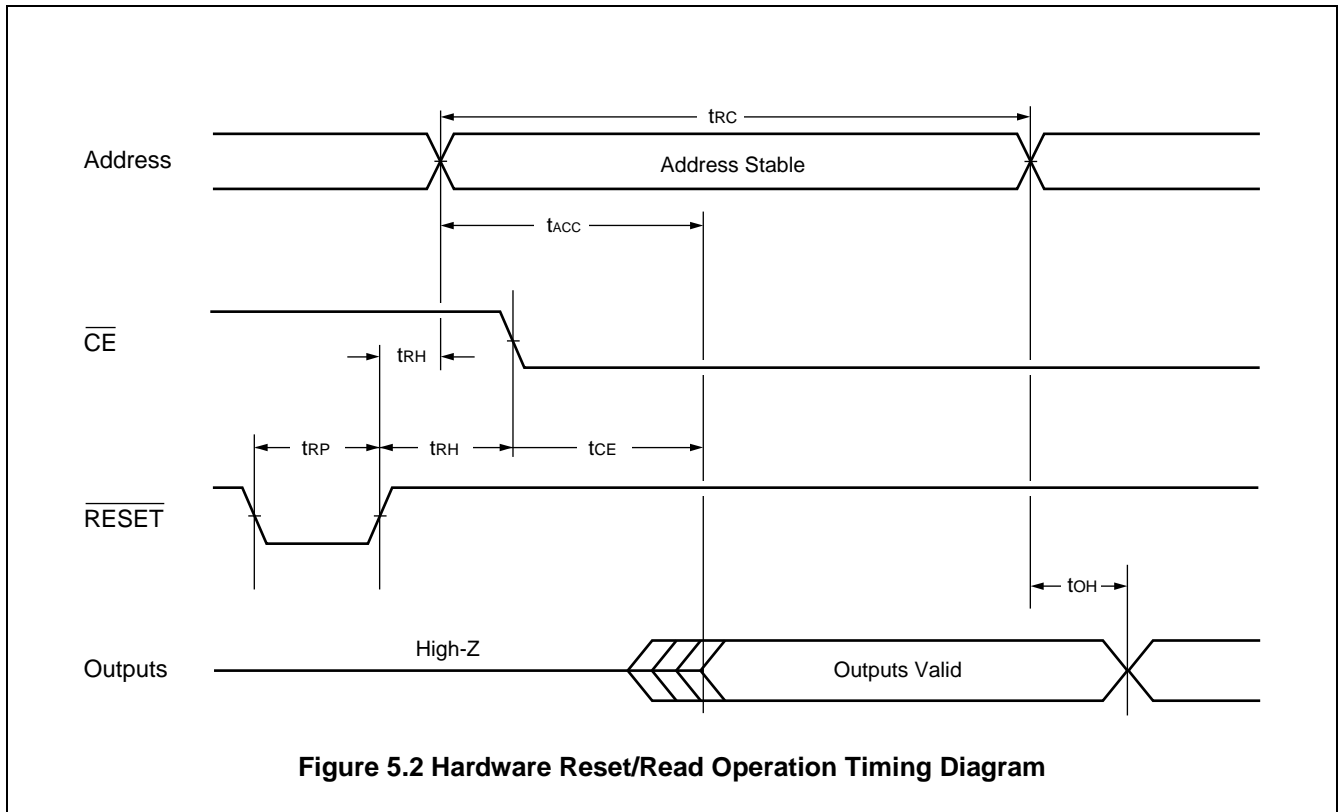 tRC
Address
Address Stable
tACC
CE
tRH
tRP
tRH
tCE
RESET
tOH
High-Z
Outputs
Outputs Valid
Figure 5.2 Hardware Reset/Read Operation Timing Diagram